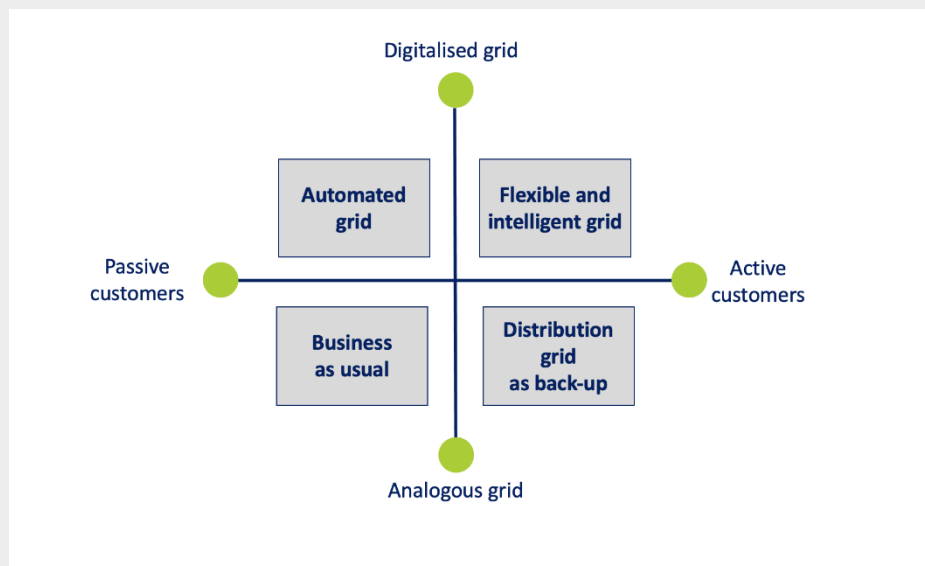 Digitalised grid
Automated
grid
Flexible and
intelligent grid
Passive
customers
Active
customers
Business
as usual
Distribution
grid
as back-up
Analogous grid